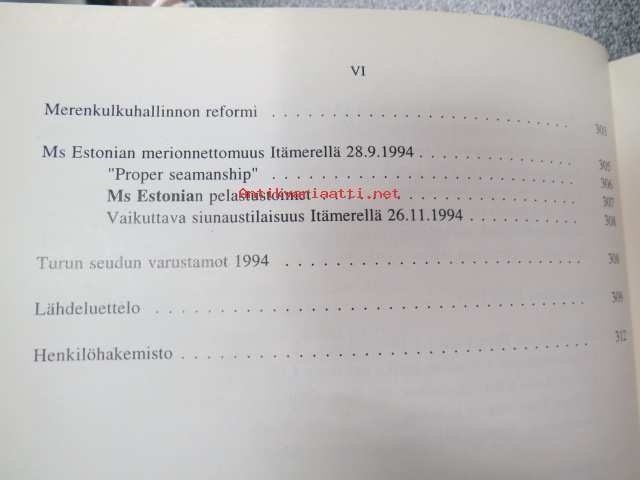 VI
Merenkulkuhallinnon reformi . . . . . . . . . . . . . . . . . . . . 303
Ms Estonian merionnettomuus Itämerellä 28.9.1994 . . . . . . . . . . . . 305
"Proper seamanship" . . . . . . . . . . . . . . . . . . . . 306
Ms Estonian pelastustoimet . . . . . . . . . . . . . . . . 307
Antikvariaatti.net
Vaikuttava siunaustilaisuus Itämerellä 26.11.1994 . . . . . . . . . 308
Turun seudun varustamot 1994 . . . . . . . . . . . . . . . . . . . 308
Lähdeluettelo . . . . . . . . . . . . . . . . . . . . . . . . . . . 309
Henkilöhakemisto . . . . . . . . . . . . . . . . . . . . . . . . . 312